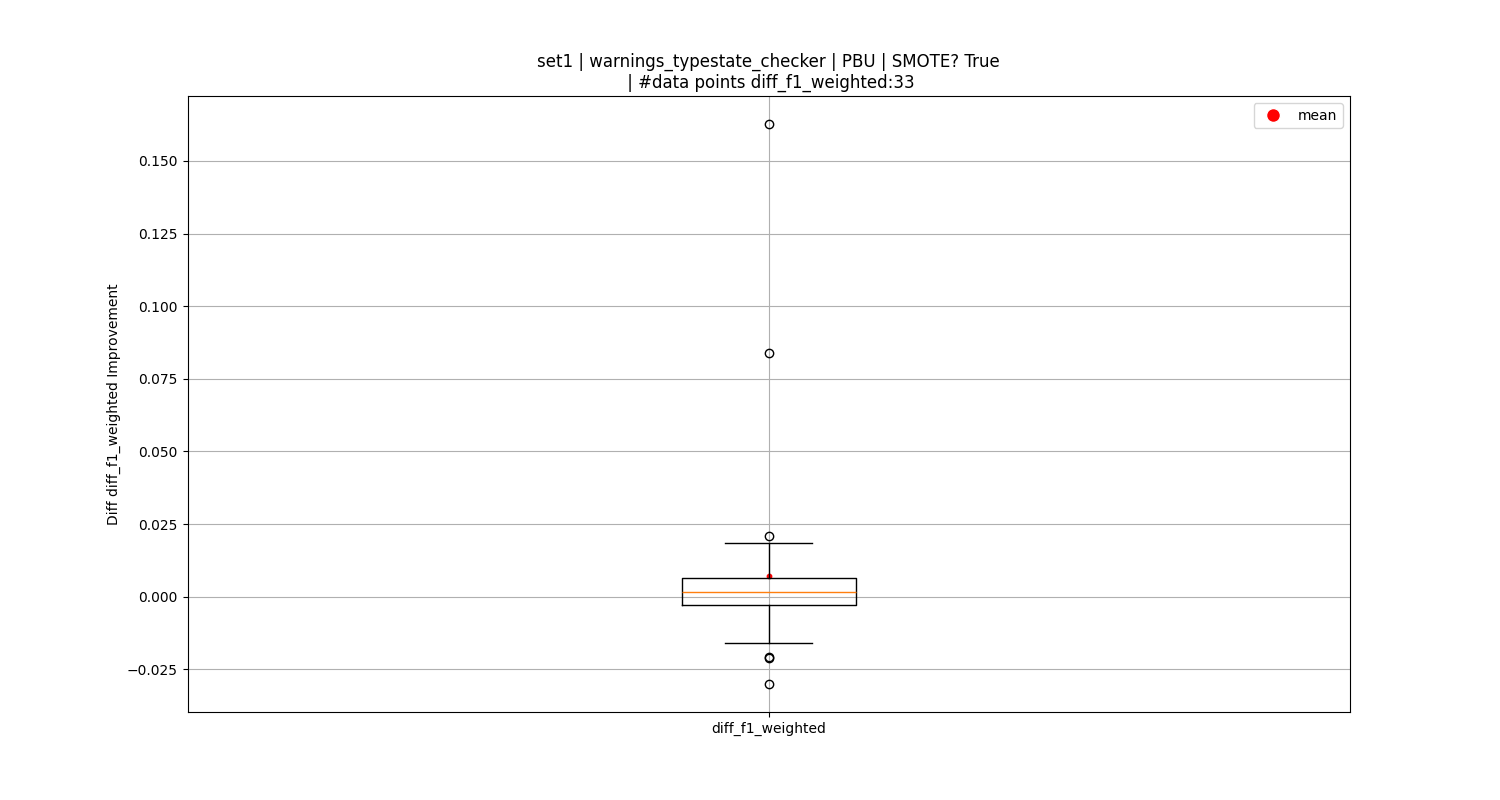 set1 | warnings_typestate_checker | PBU | SMOTE? True
| #data points diff_f1_weighted:33
mean
0.150
0.125
0.100
0.075
0.050
0.025
0.000
−0.025
Diff diff_f1_weighted Improvement
diff_f1_weighted